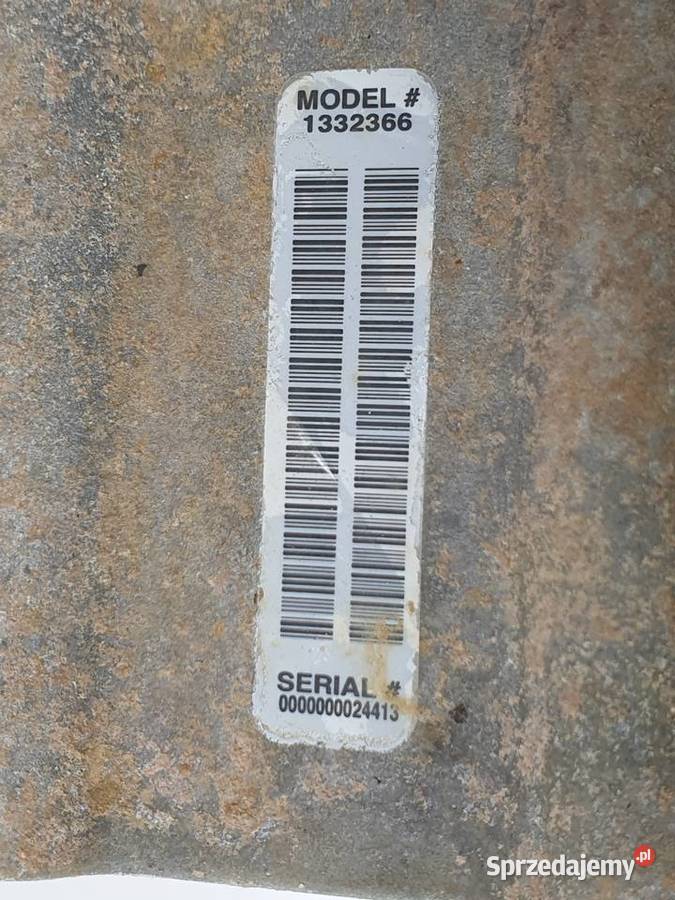 MODEL #
1332366
SERIAL #
0000000024413
Sprzedajemy.pl